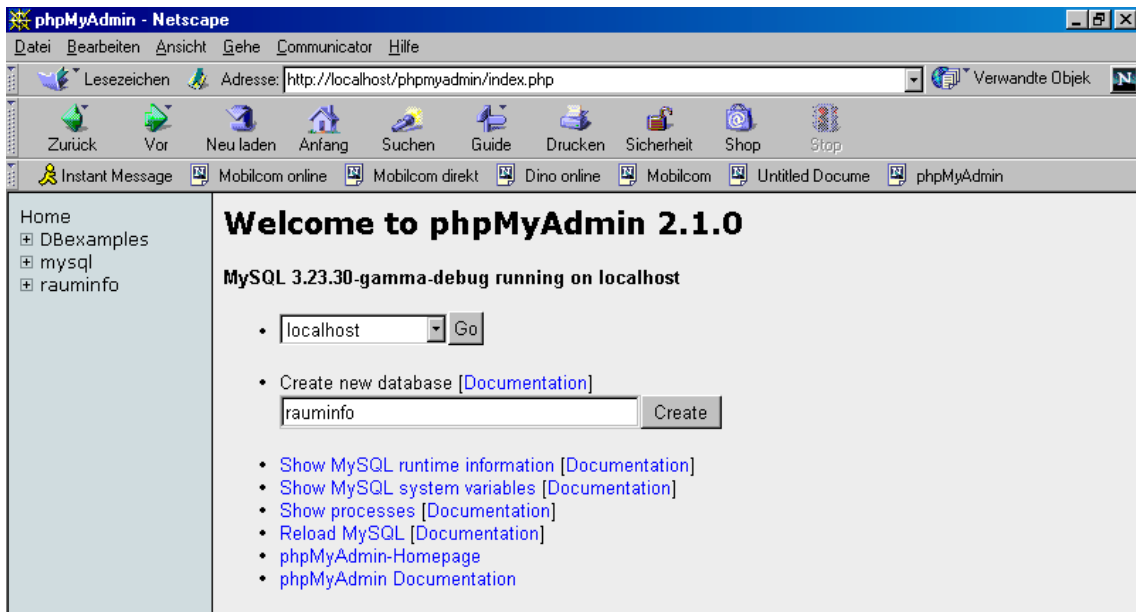 phpMyAdmin - Netscape
Datei Bearbeiten Ansicht Gehe Communicator Hilfe
Lesezeichen Adresse: http://localhost/phpmyadmin/index.php Verwandte Objek N
Zurück Vor Neu laden Anfang Suchen Guide Drucken Sicherheit Shop Stop
Instant Message Mobilcom online Mobilcom direkt Dino online Mobilcom Untitled Docume phpMyAdmin
Home
DBexamples
mysql
rauminfo
Welcome to phpMyAdmin 2.1.0
MySQL 3.23.30-gamma-debug running on localhost
localhost Go
Create new database [Documentation]
rauminfo Create
Show MySQL runtime information [Documentation]
Show MySQL system variables [Documentation]
Show processes [Documentation]
Reload MySQL [Documentation]
phpMyAdmin-Homepage
phpMyAdmin Documentation